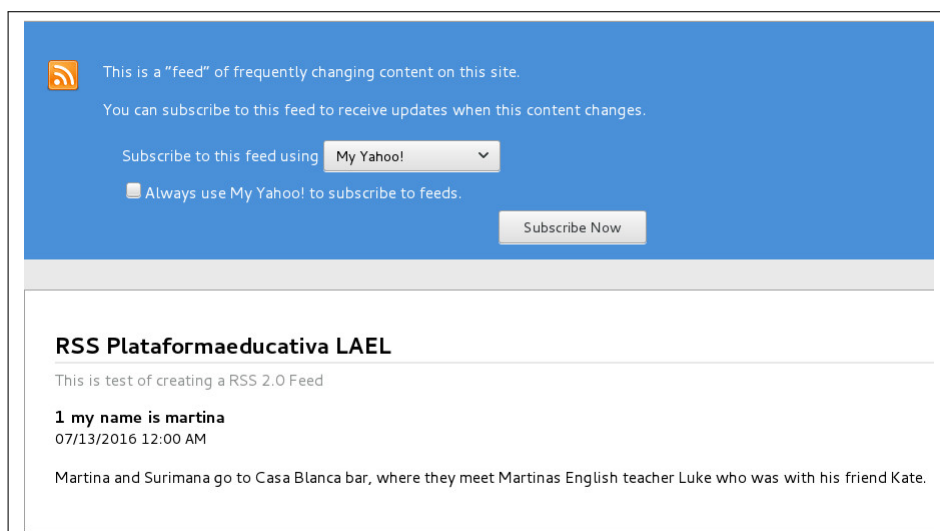 This is a "feed" of frequently changing content on this site.
You can subscribe to this feed to receive updates when this content changes.
Subscribe to this feed using My Yahoo!
Always use My Yahoo! to subscribe to feeds.
Subscribe Now
RSS Plataformaeducativa LAEL
This is test of creating a RSS 2.0 Feed
1 my name is martina
07/13/2016 12:00 AM
Martina and Surimana go to Casa Blanca bar, where they meet Martinas English teacher Luke who was with his friend Kate.